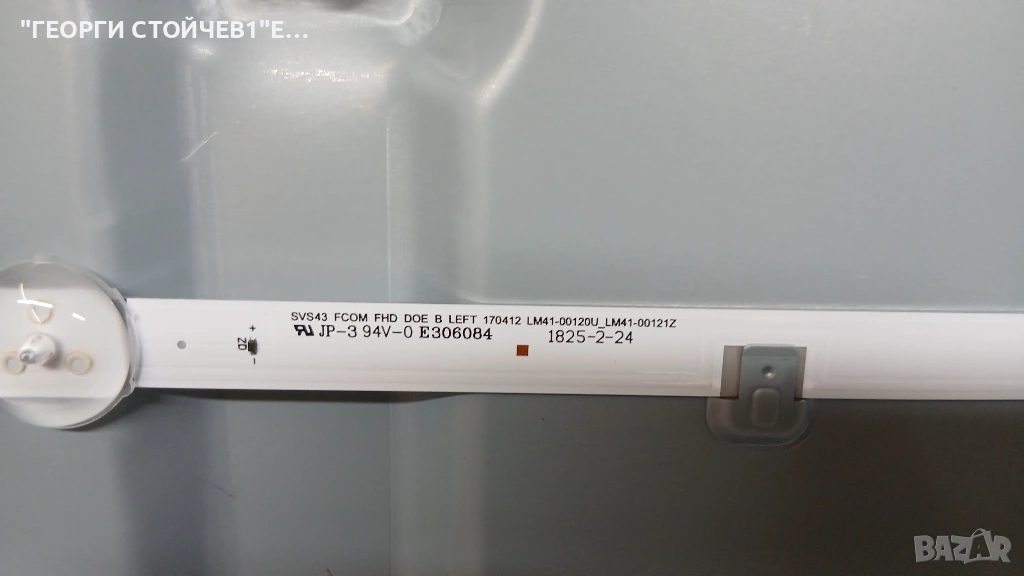 "ГЕОРГИ СТОЙЧЕВ1"Е...
SVS43 FCOM FHD DOE B LEFT 170412 LM41-00120U_LM41-00121Z
JP-3 94V-0 E306084 1825-2-24
+
ZD
-
BAZAR